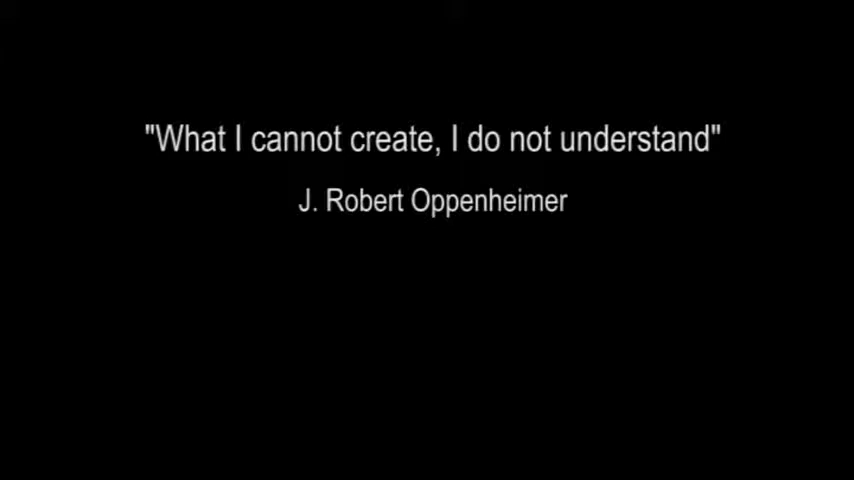 "What I cannot create, I do not understand"
J. Robert Oppenheimer